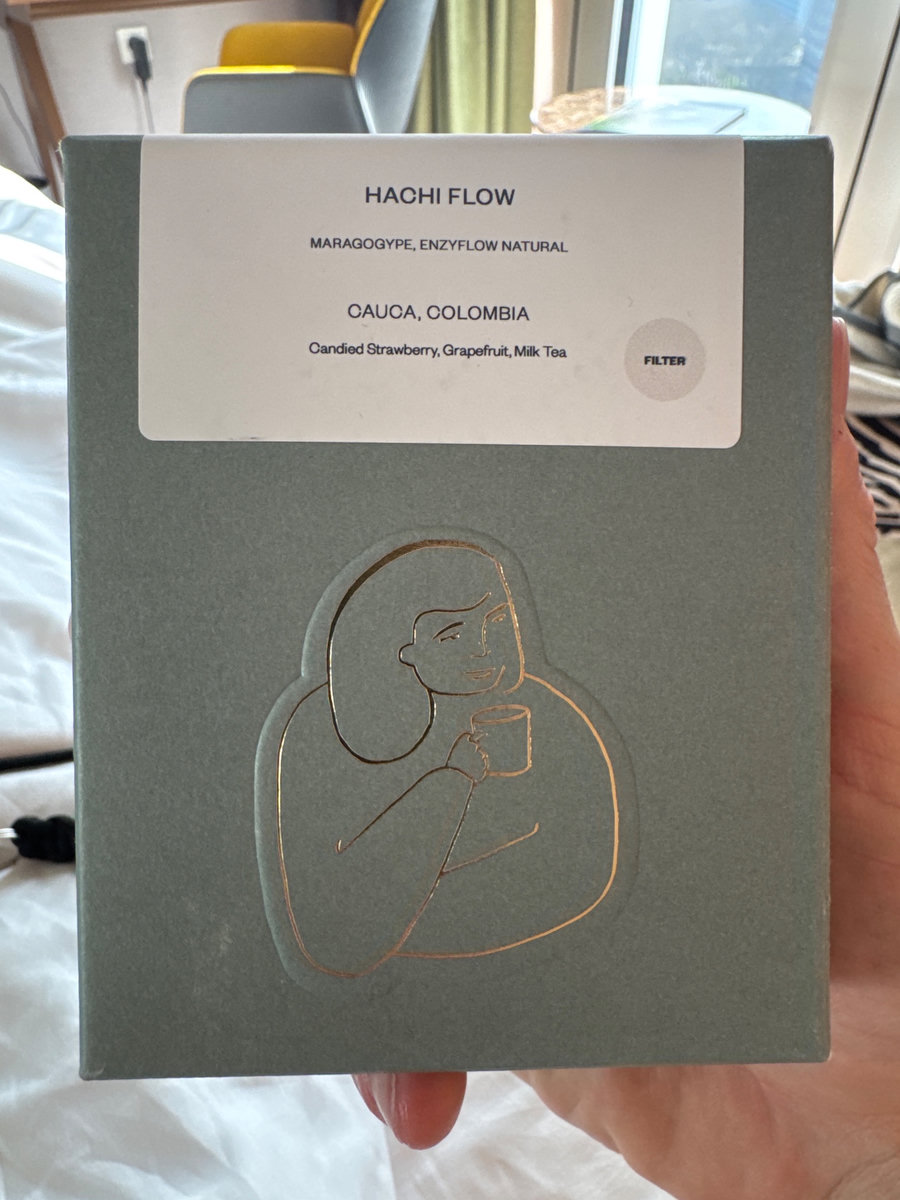 HACHI FLOW
MARAGOGYPE, ENZYFLOW NATURAL
CAUCA, COLOMBIA
Candied Strawberry, Grapefruit, Milk Tea
FILTER